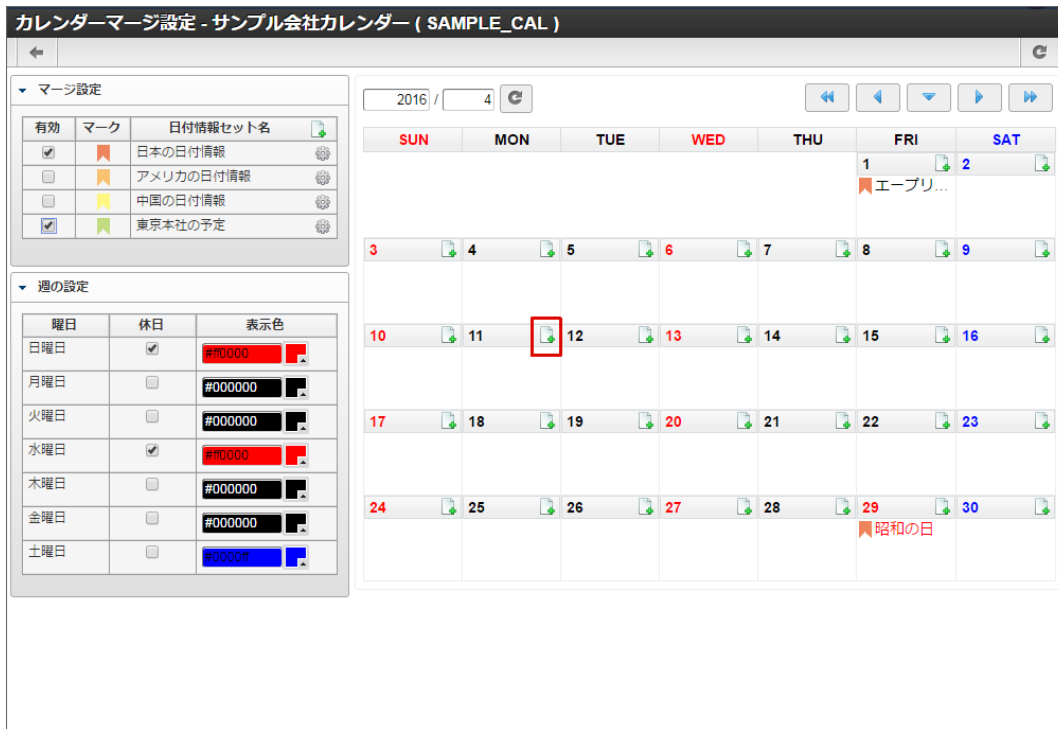 カレンダーマージ設定 - サンプル会社カレンダー ( SAMPLE_CAL )
マージ設定
有効 マーク 日付情報セット名
日本の日付情報
アメリカの日付情報
中国の日付情報
東京本社の予定
週の設定
曜日 休日 表示色
日曜日 #ff0000
月曜日 #000000
火曜日 #000000
水曜日 #ff0000
木曜日 #000000
金曜日 #000000
土曜日 #0000ff
2016 / 4
SUN MON TUE WED THU FRI SAT
1 2
エープリ...
3 4 5 6 7 8 9
10 11 12 13 14 15 16
17 18 19 20 21 22 23
24 25 26 27 28 29 30
昭和の日